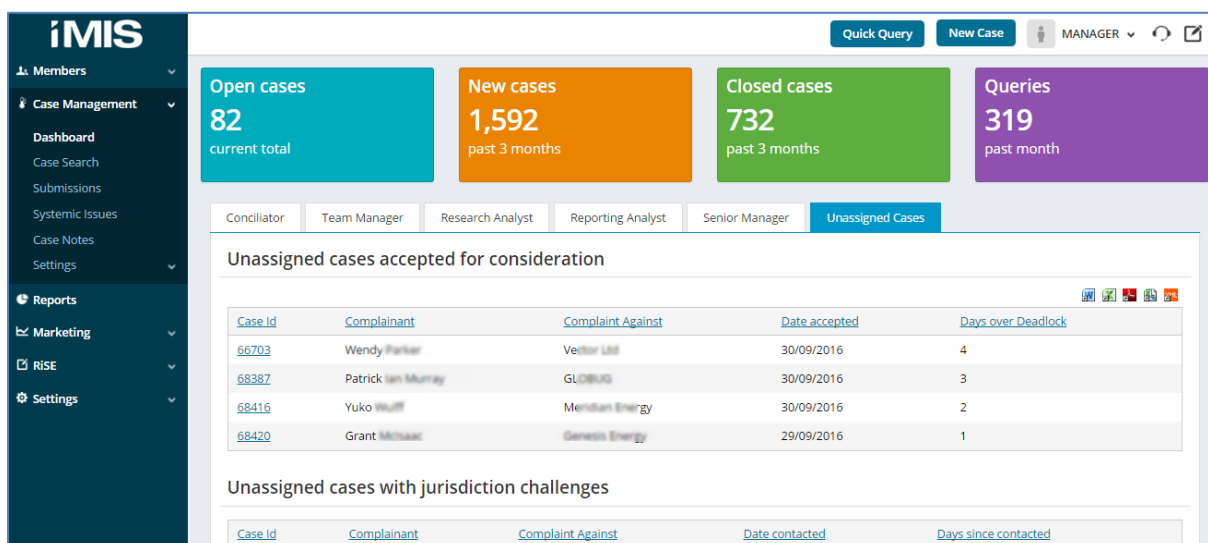 iMIS
Quick Query
New Case
MANAGER
Members
Case Management
Dashboard
Case Search
Submissions
Systemic Issues
Case Notes
Settings
Reports
Marketing
RiSE
Settings
Open cases
82
current total
New cases
1,592
past 3 months
Closed cases
732
past 3 months
Queries
319
past month
Conciliator Team Manager Research Analyst Reporting Analyst Senior Manager Unassigned Cases
Unassigned cases accepted for consideration
Case Id Complainant Complaint Against Date accepted Days over Deadlock
66703 Wendy 30/09/2016 4
68387 Patrick 30/09/2016 3
68416 Yuko 30/09/2016 2
68420 Grant 29/09/2016 1
Unassigned cases with jurisdiction challenges
Case Id Complainant Complaint Against Date contacted Days since contacted